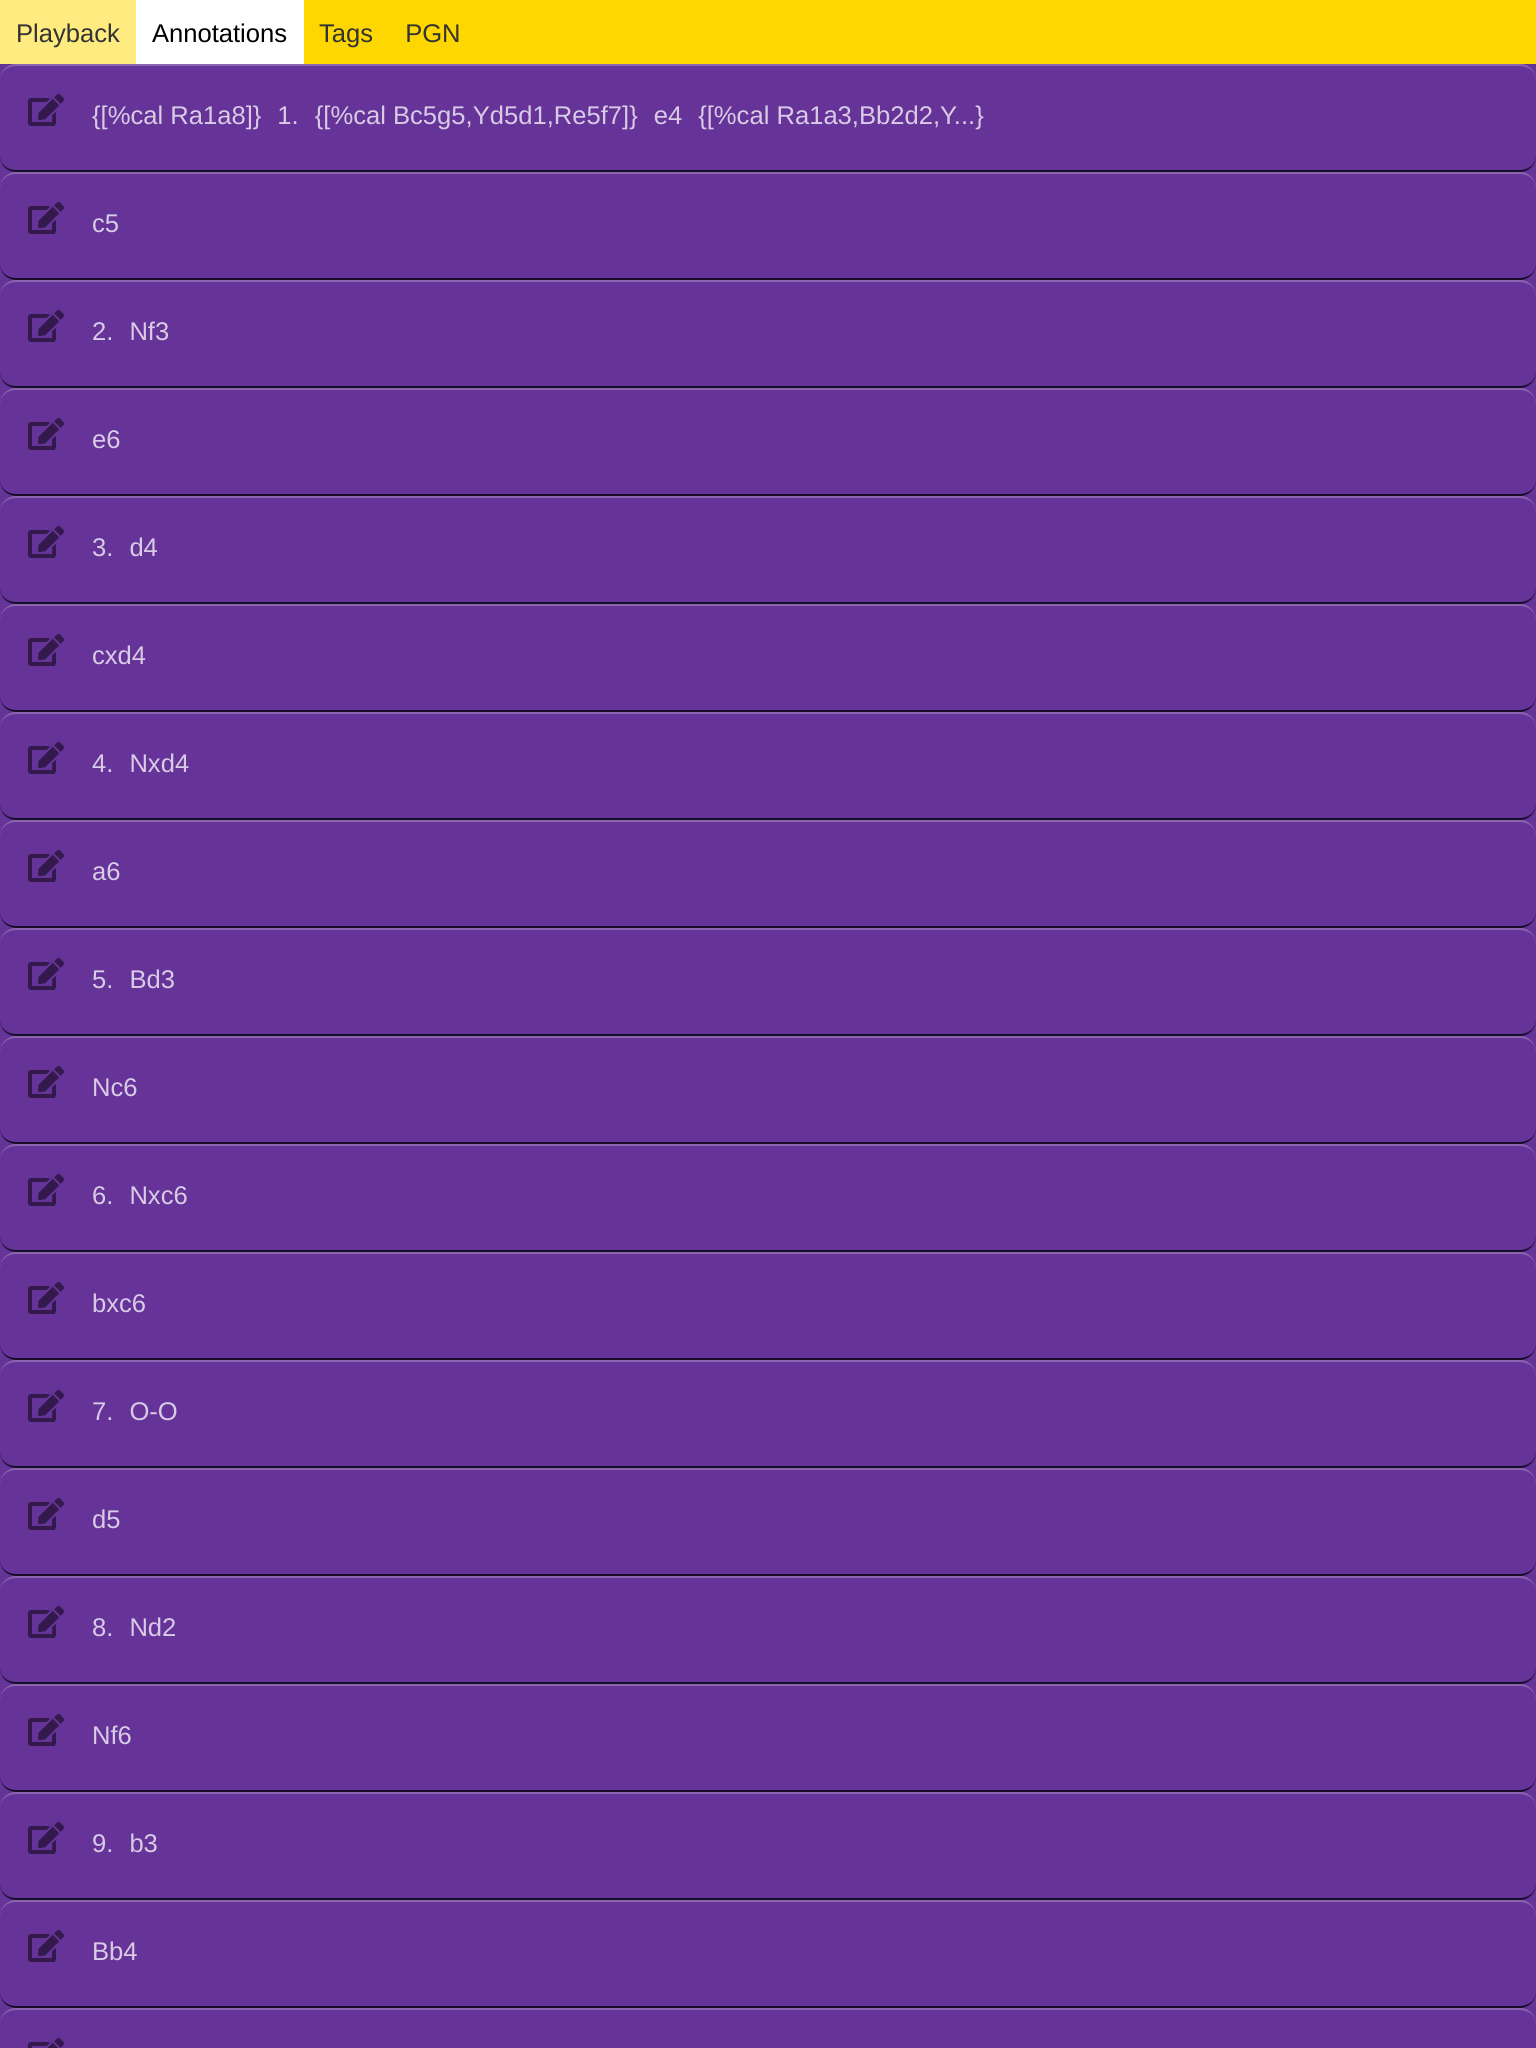 Playback Annotations Tags PGN
{[%cal Ra1a8]} 1. {[%cal Bc5g5,Yd5d1,Re5f7]} e4 {[%cal Ra1a3,Bb2d2,Y...}
c5
2. Nf3
e6
3. d4
cxd4
4. Nxd4
a6
5. Bd3
Nc6
6. Nxc6
bxc6
7. O-O
d5
8. Nd2
Nf6
9. b3
Bb4